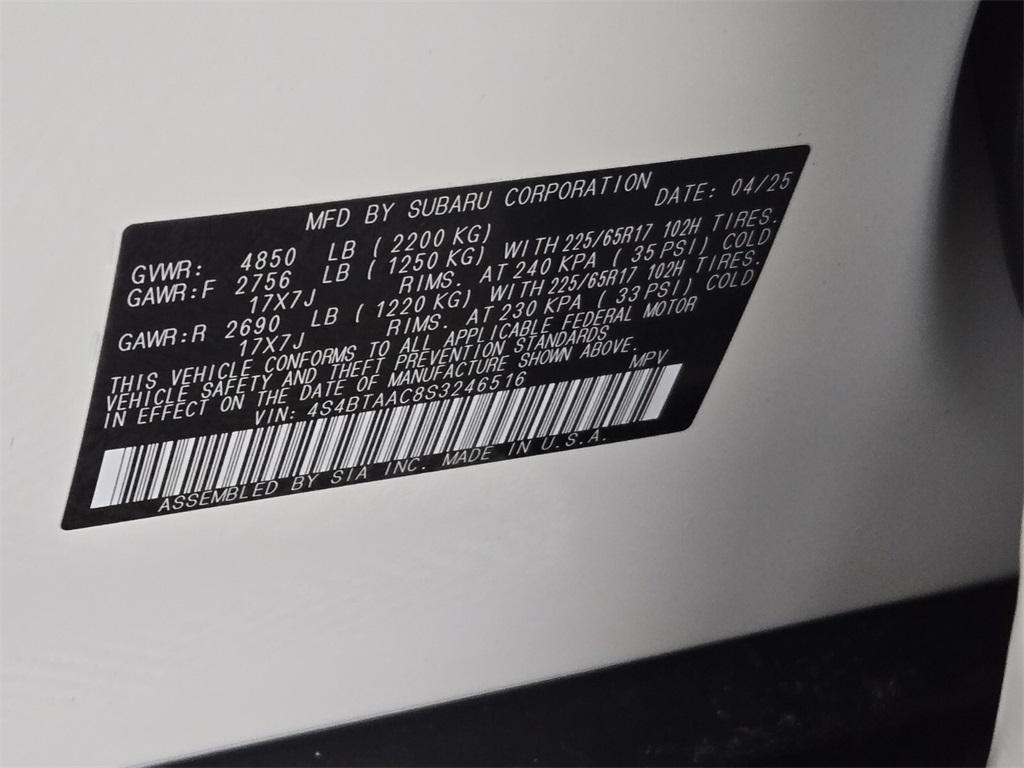 MFD BY SUBARU CORPORATION DATE: 04/25
GVWR: 4850 LB ( 2200 KG)
GAWR:F 2756 LB ( 1250 KG) WITH 225/65R17 102H TIRES.
17X7J RIMS. AT 240 KPA ( 35 PSI) COLD
GAWR:R 2690 LB ( 1220 KG) WITH 225/65R17 102H TIRES.
17X7J RIMS. AT 230 KPA ( 33 PSI) COLD
THIS VEHICLE CONFORMS TO ALL APPLICABLE FEDERAL MOTOR
VEHICLE SAFETY AND THEFT PREVENTION STANDARDS
IN EFFECT ON THE DATE OF MANUFACTURE SHOWN ABOVE.
VIN: 4S4BTAAC8S3246516 MPV
ASSEMBLED BY SIA INC. MADE IN U.S.A.